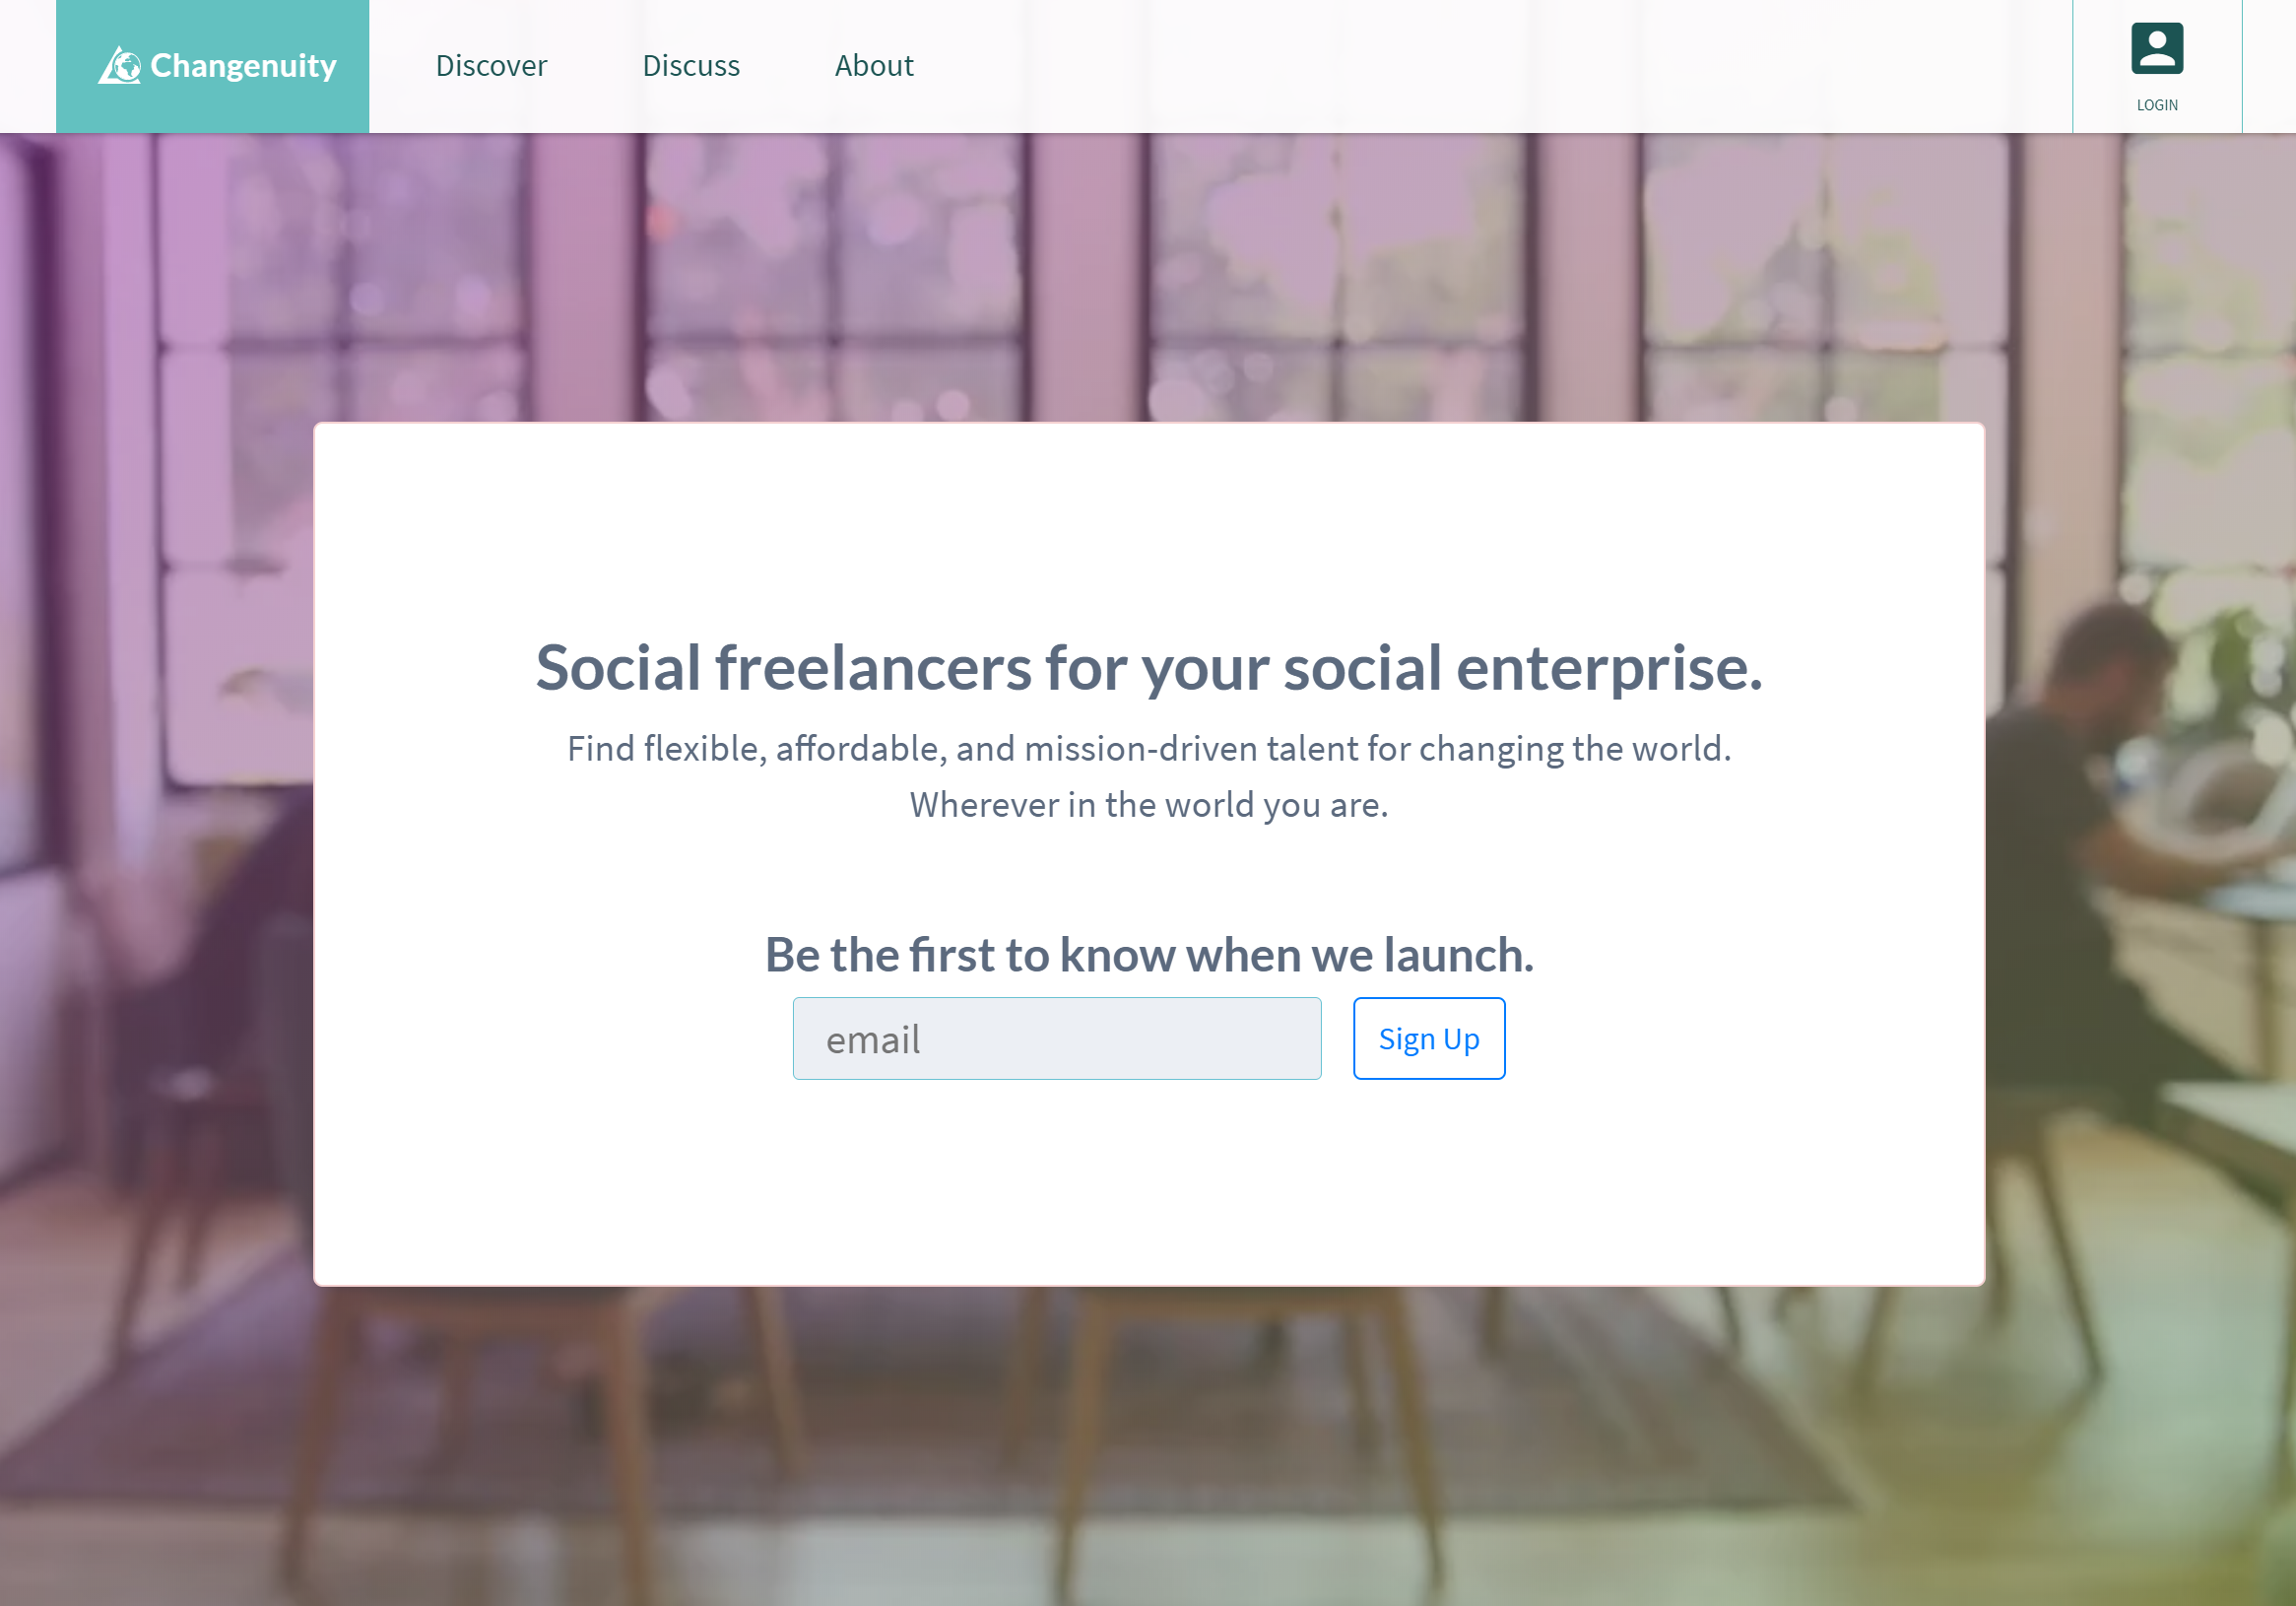 Changenuity
Discover
Discuss
About
LOGIN
Social freelancers for your social enterprise.
Find flexible, affordable, and mission-driven talent for changing the world.
Wherever in the world you are.
Be the first to know when we launch.
email
Sign Up